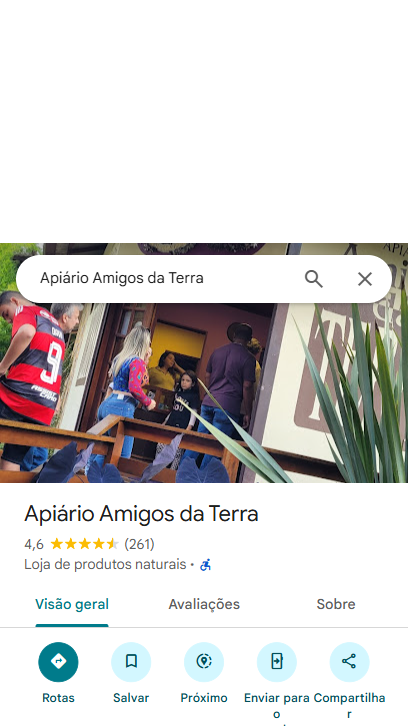 Apiário Amigos da Terra
9
Apiário Amigos da Terra
4,6 (261)
Loja de produtos naturais ·
Visão geral
Avaliações
Sobre
Rotas
Salvar
Próximo
Enviar para o
Compartilhar